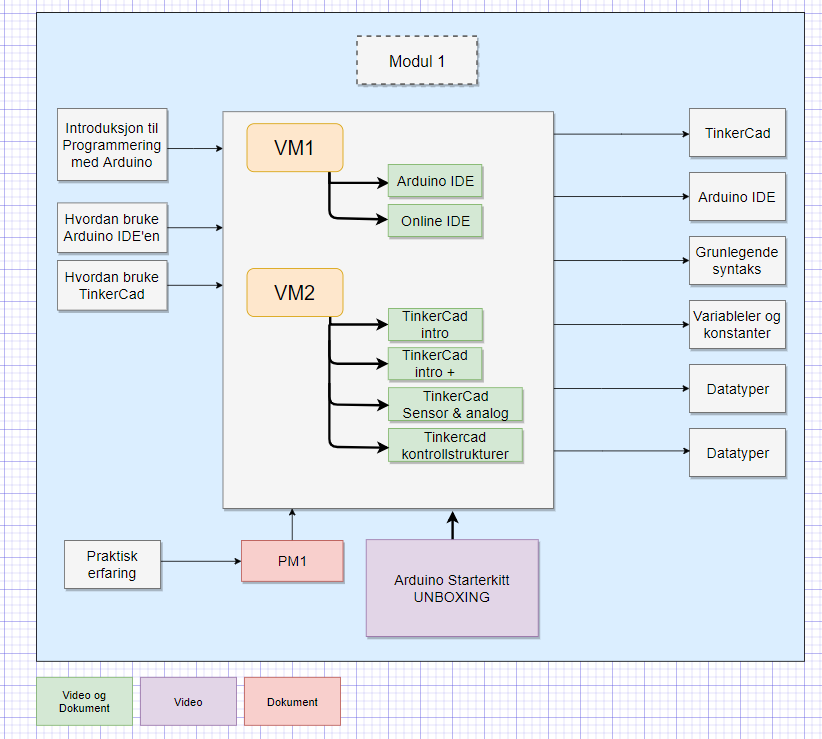 Modul 1
Introduksjon til
Programmering
med Arduino
Hvordan bruke
Arduino IDE'en
Hvordan bruke
TinkerCad
VM1
Arduino IDE
Online IDE
VM2
TinkerCad
intro
TinkerCad
intro +
TinkerCad
Sensor & analog
Tinkercad
kontrollstrukturer
TinkerCad
Arduino IDE
Grunlegende
syntaks
Variableler og
konstanter
Datatyper
Datatyper
Praktisk
erfaring
PM1
Arduino Starterkitt
UNBOXING
Video og
Dokument
Video
Dokument